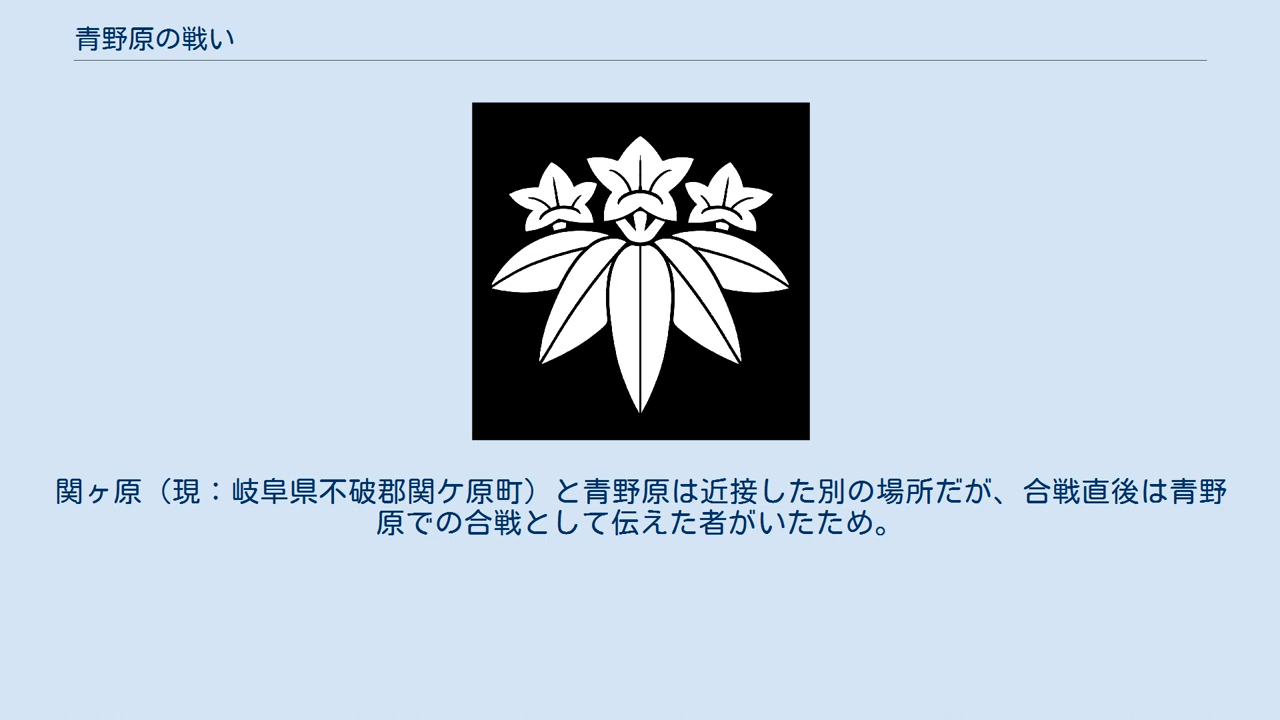 青野原の戦い
関ヶ原（現：岐阜県不破郡関ケ原町）と青野原は近接した別の場所だが、合戦直後は青野
原での合戦として伝えた者がいたため。